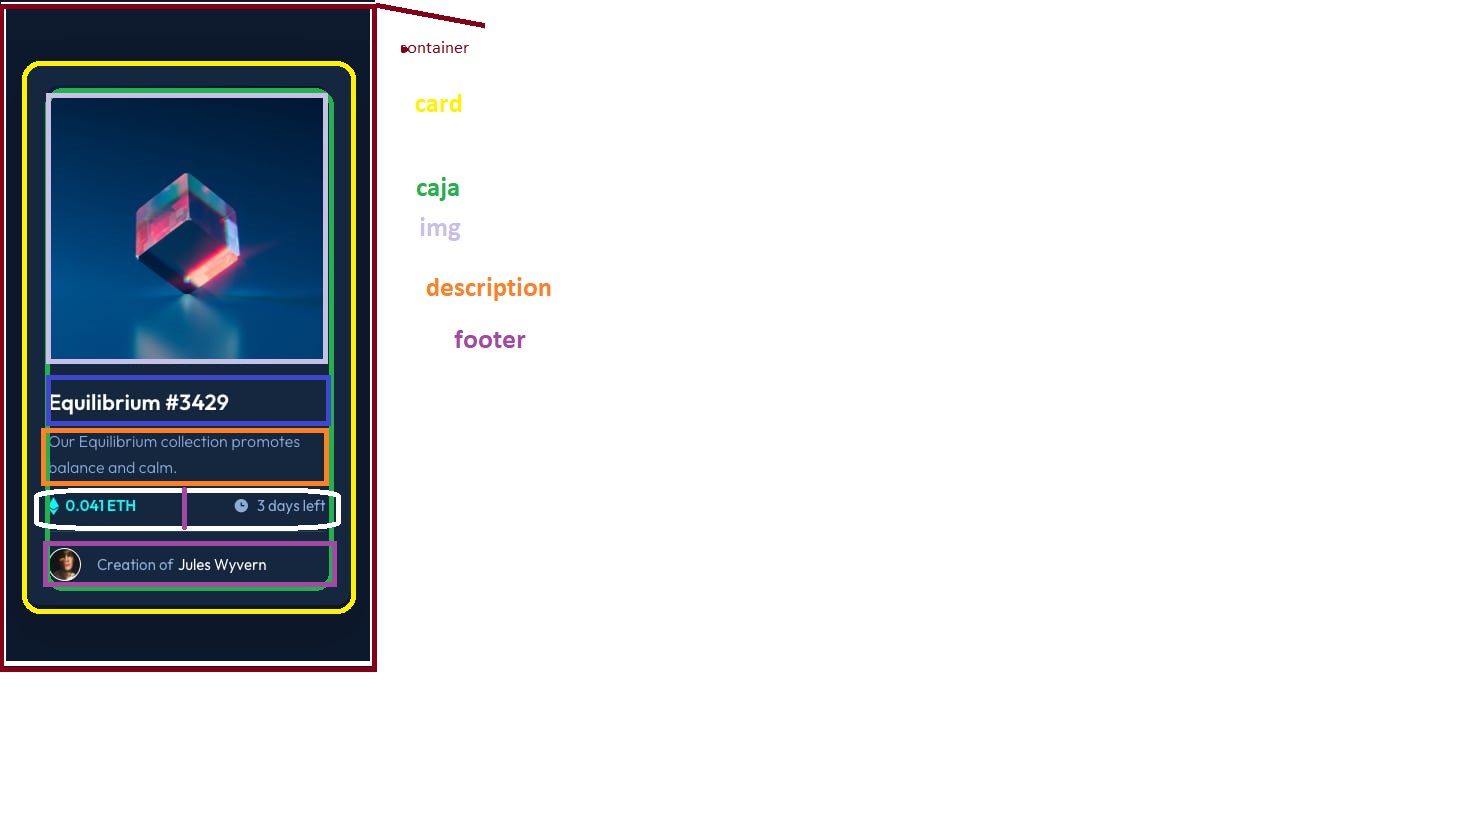 container
card
caja
img
description
footer
Equilibrium #3429
Our Equilibrium collection promotes
balance and calm.
0.041 ETH 3 days left
Creation of Jules Wyvern